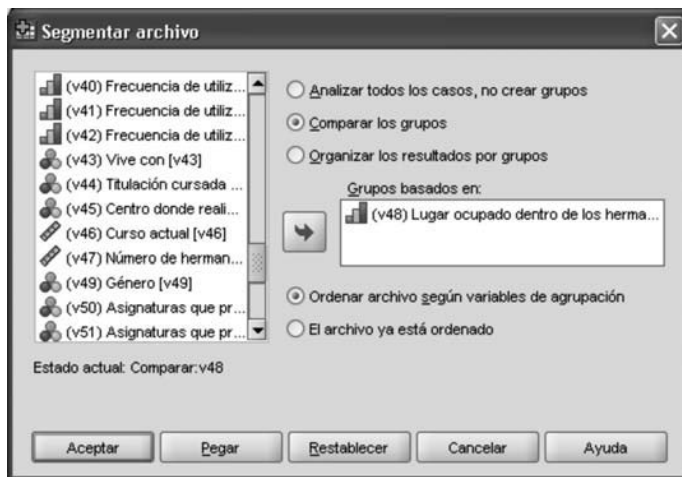 Segmentar archivo
(v40) Frecuencia de utiliz...
(v41) Frecuencia de utiliz...
(v42) Frecuencia de utiliz...
(v43) Vive con [v43]
(v44) Titulación cursada ...
(v45) Centro donde reali...
(v46) Curso actual [v46]
(v47) Número de herman...
(v49) Género [v49]
(v50) Asignaturas que pr...
(v51) Asignaturas que pr...
Analizar todos los casos, no crear grupos
Comparar los grupos
Organizar los resultados por grupos
Grupos basados en:
(v48) Lugar ocupado dentro de los herma...
Ordenar archivo según variables de agrupación
El archivo ya está ordenado
Estado actual: Comparar:v48
Aceptar
Pegar
Restablecer
Cancelar
Ayuda